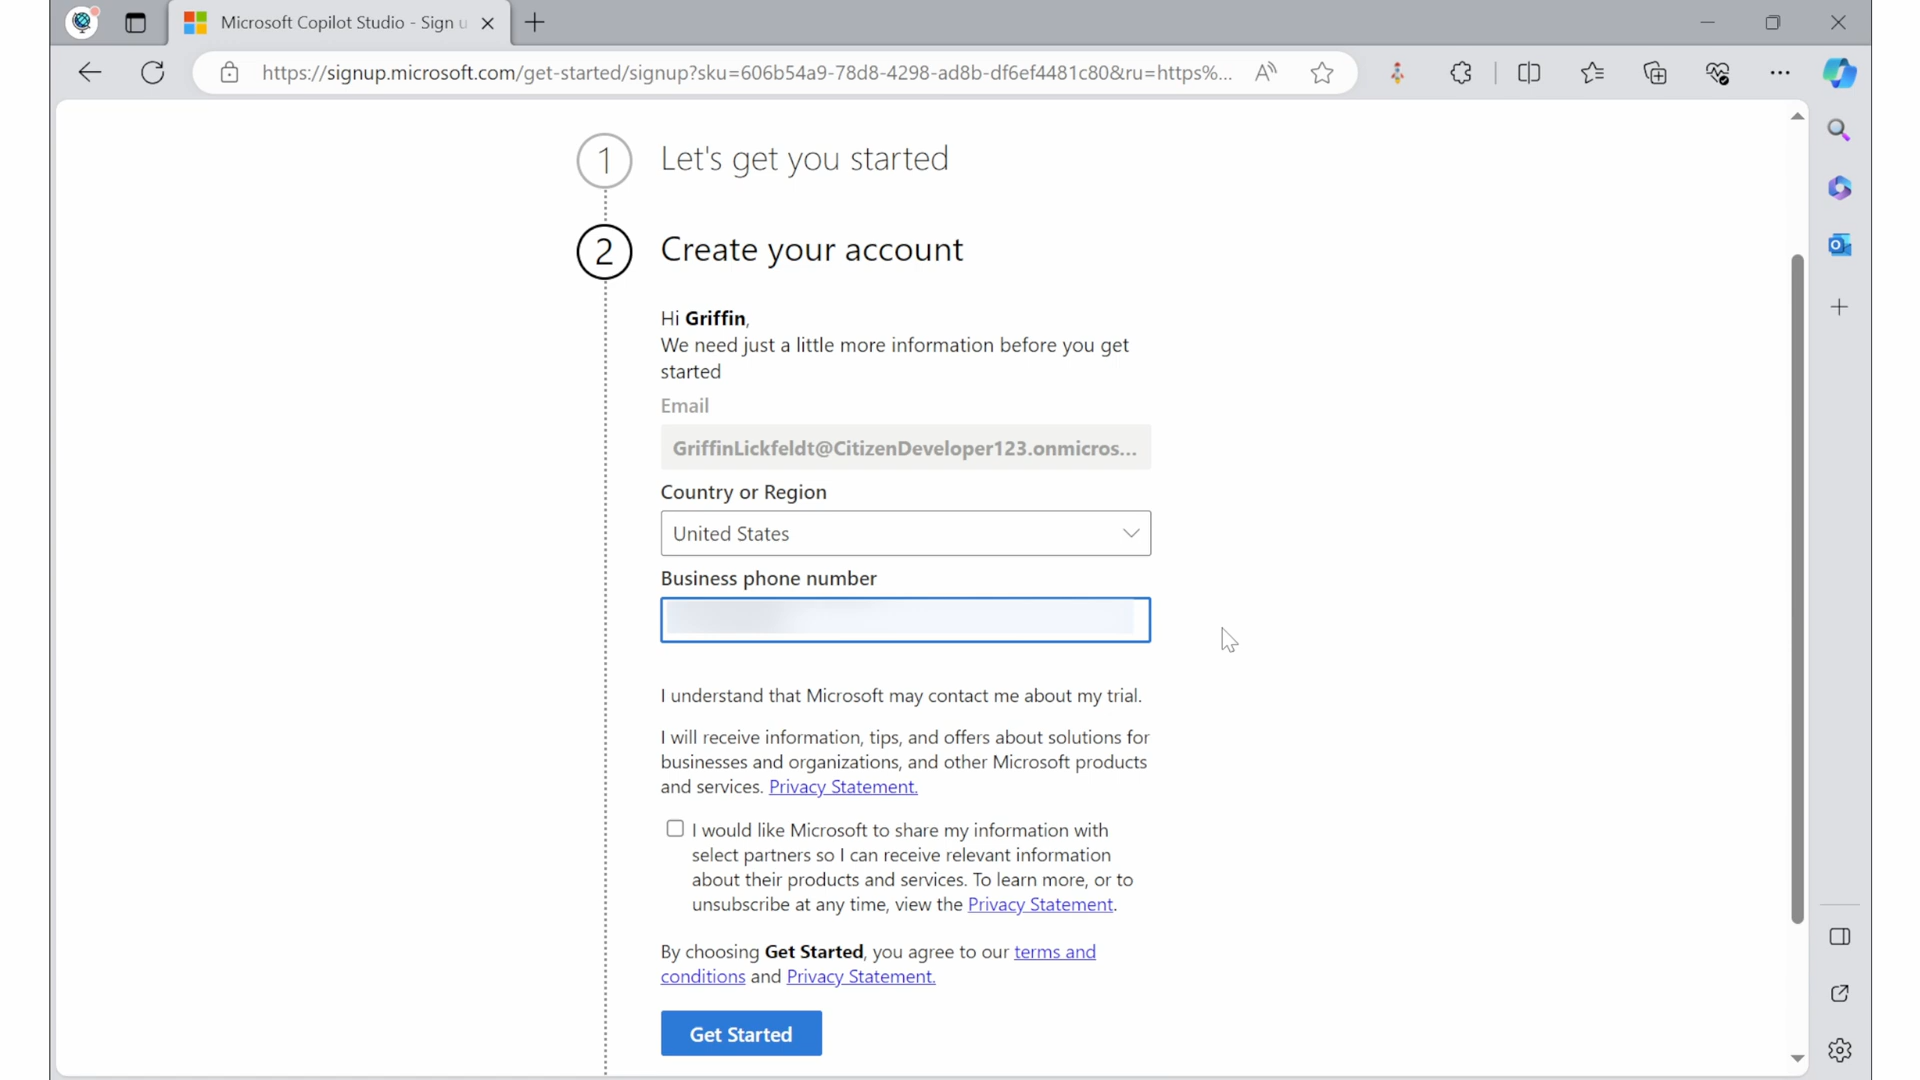 Microsoft Copilot Studio - Sign u
https://signup.microsoft.com/get-started/signup?sku=606b54a9-78d8-4298-ad8b-df6ef4481c80&ru=https%...
1 Let's get you started
2 Create your account
Hi Griffin,
We need just a little more information before you get
started
Email
GriffinLickfeldt@CitizenDeveloper123.onmicros...
Country or Region
United States
Business phone number
I understand that Microsoft may contact me about my trial.
I will receive information, tips, and offers about solutions for
businesses and organizations, and other Microsoft products
and services. Privacy Statement.
I would like Microsoft to share my information with
select partners so I can receive relevant information
about their products and services. To learn more, or to
unsubscribe at any time, view the Privacy Statement.
By choosing Get Started, you agree to our terms and
conditions and Privacy Statement.
Get Started